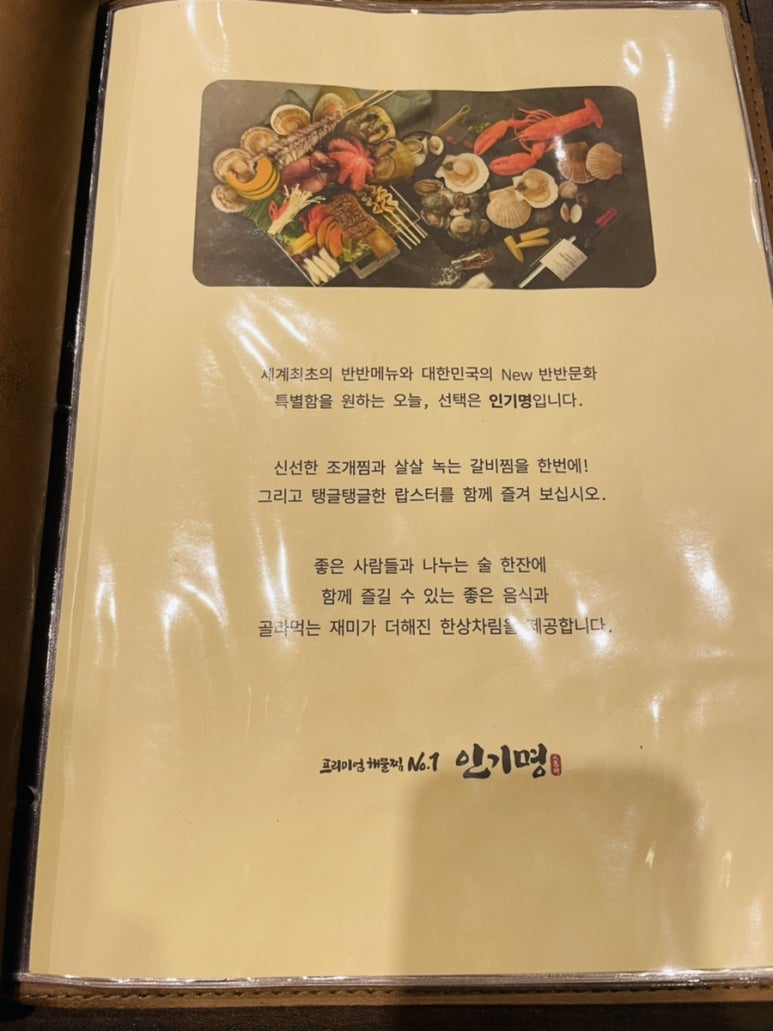 세계최초의 반반메뉴와 대한민국의 New 반반문화
특별함을 원하는 오늘, 선택은 인기명입니다.
신선한 조개찜과 살살 녹는 갈비찜을 한번에!
그리고 탱글탱글한 랍스터를 함께 즐겨 보십시오.
좋은 사람들과 나누는 술 한잔에
함께 즐길 수 있는 좋은 음식과
골라먹는 재미가 더해진 한상차림을 제공합니다.
프리미엄 해물찜 No.1 인기명